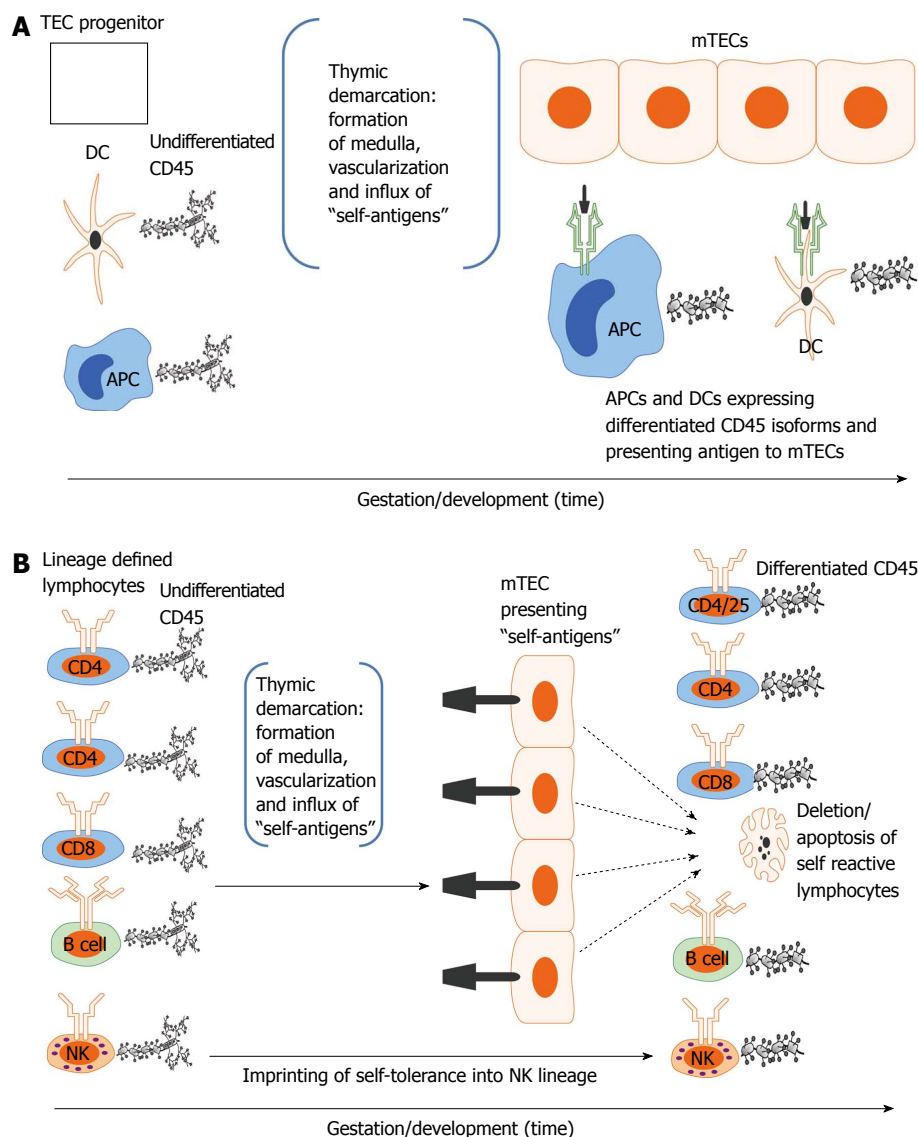 A
TEC progenitor
DC
Undifferentiated
CD45
APC
Thymic
demarcation:
formation
of medulla,
vascularization
and influx of
“self-antigens”
mTECs
APC
DC
APCs and DCs expressing
differentiated CD45 isoforms and
presenting antigen to mTECs
Gestation/development (time)
B
Lineage defined
lymphocytes
Undifferentiated
CD45
CD4
CD4
CD8
B cell
NK
Thymic
demarcation:
formation
of medulla,
vascularization
and influx of
“self-antigens”
mTEC
presenting
“self-antigens”
Differentiated CD45
CD4/25
CD4
CD8
Deletion/
apoptosis of
self reactive
lymphocytes
B cell
NK
Imprinting of self-tolerance into NK lineage
Gestation/development (time)